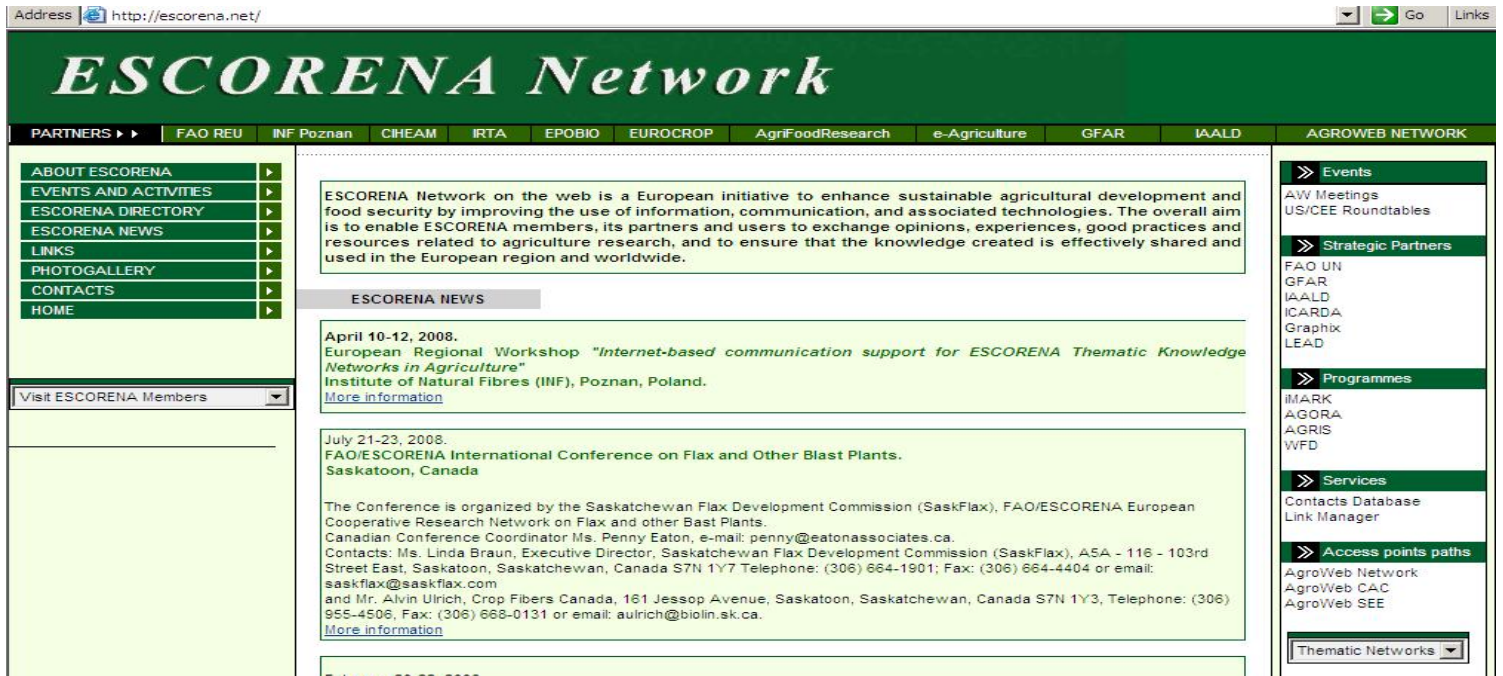 Address http://escorena.net/ Go Links
ESCORENA Network
PARTNERS FAO REU INF Poznan CIHEAM IRTA EPOBIO EUROCROP AgriFoodResearch e-Agriculture GFAR IAALD AGROWEB NETWORK
ABOUT ESCORENA
EVENTS AND ACTIVITIES
ESCORENA DIRECTORY
ESCORENA NEWS
LINKS
PHOTOGALLERY
CONTACTS
HOME
Visit ESCORENA Members
ESCORENA Network on the web is a European initiative to enhance sustainable agricultural development and
food security by improving the use of information, communication, and associated technologies. The overall aim
is to enable ESCORENA members, its partners and users to exchange opinions, experiences, good practices and
resources related to agriculture research, and to ensure that the knowledge created is effectively shared and
used in the European region and worldwide.
ESCORENA NEWS
April 10-12, 2008.
European Regional Workshop "Internet-based communication support for ESCORENA Thematic Knowledge
Networks in Agriculture"
Institute of Natural Fibres (INF), Poznan, Poland.
More information
July 21-23, 2008.
FAO/ESCORENA International Conference on Flax and Other Blast Plants.
Saskatoon, Canada
The Conference is organized by the Saskatchewan Flax Development Commission (SaskFlax), FAO/ESCORENA European
Cooperative Research Network on Flax and other Bast Plants.
Canadian Conference Coordinator Ms. Penny Eaton, e-mail: penny@eatonassociates.ca.
Contacts: Ms. Linda Braun, Executive Director, Saskatchewan Flax Development Commission (SaskFlax), A5A - 116 - 103rd
Street East, Saskatoon, Saskatchewan, Canada S7N 1Y7 Telephone: (306) 664-1901; Fax: (306) 664-4404 or email:
saskflax@saskflax.com
and Mr. Alvin Ulrich, Crop Fibers Canada, 161 Jessop Avenue, Saskatoon, Saskatchewan, Canada S7N 1Y3, Telephone: (306)
955-4506, Fax: (306) 668-0131 or email: aulrich@biolin.sk.ca.
More information
Events
AW Meetings
US/CEE Roundtables
Strategic Partners
FAO UN
GFAR
IAALD
ICARDA
Graphix
LEAD
Programmes
iMARK
AGORA
AGRIS
WFD
Services
Contacts Database
Link Manager
Access points paths
AgroWeb Network
AgroWeb CAC
AgroWeb SEE
Thematic Networks